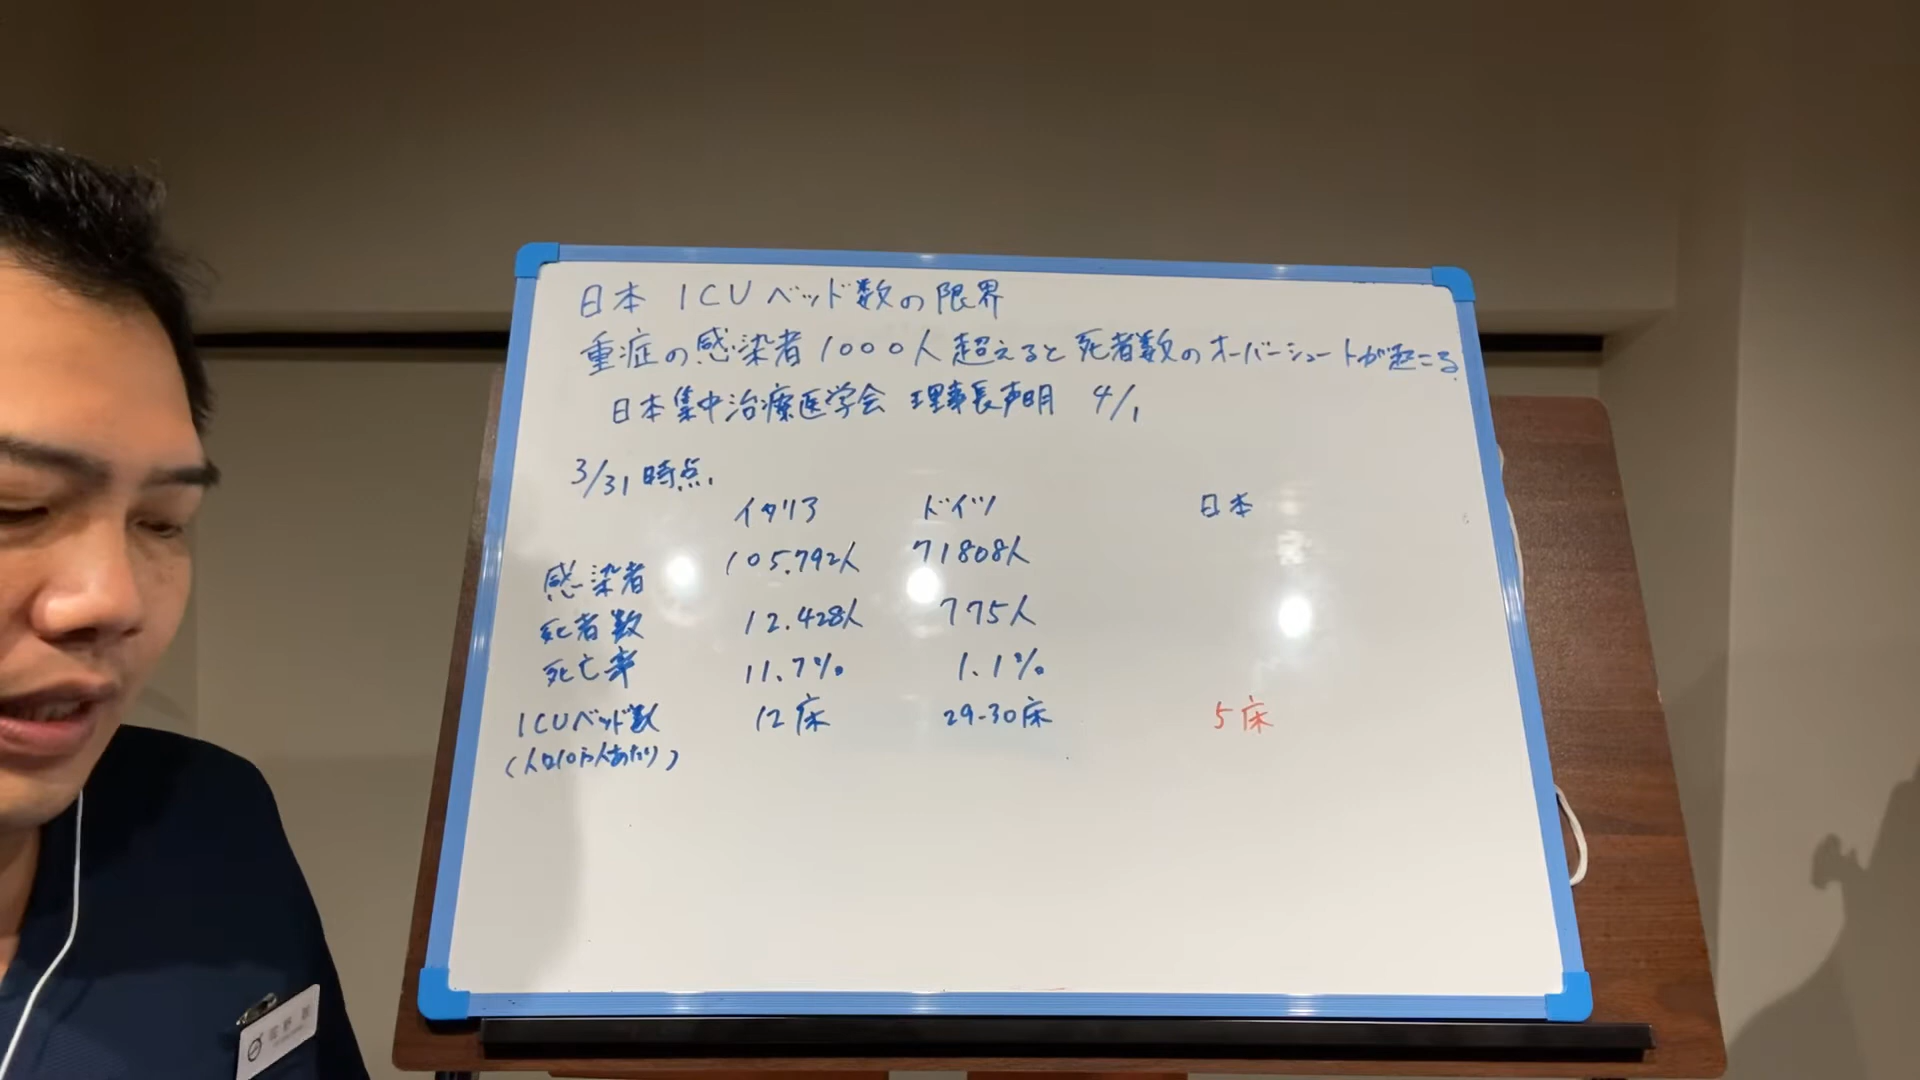 日本 ICU ベッド数の限界
重症の感染者1000人超えると死者数のオーバーシュートが起こる
日本集中治療医学会 理事長声明 4/1
3/31時点.
イタリア ドイツ 日本
感染者 105.792人 71808人
死者数 12.428人 775人
死亡率 11.7% 1.1%
ICUベッド数 12床 29-30床 5床
(人口10万人あたり)